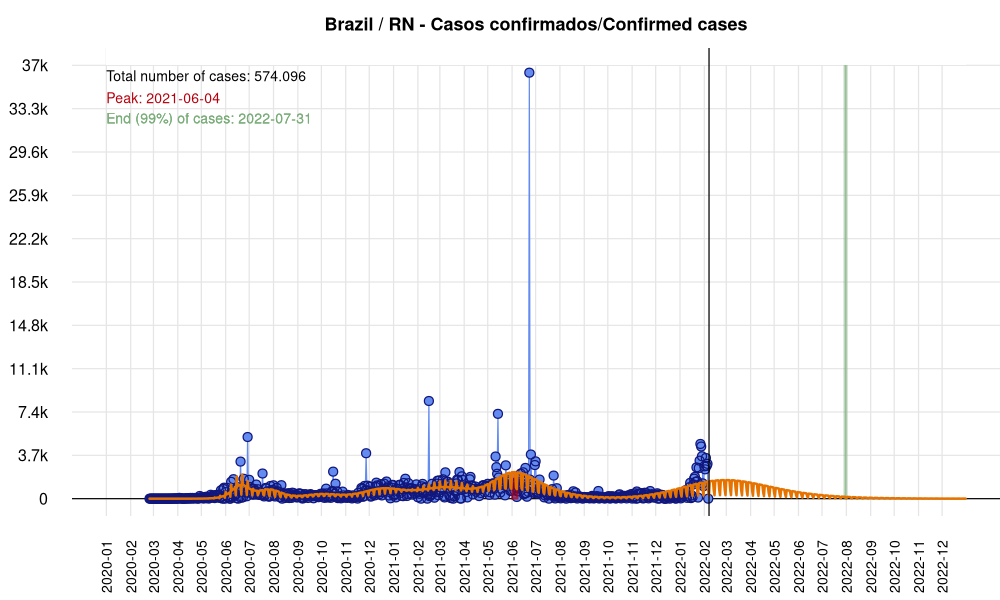 Brazil / RN - Casos confirmados/Confirmed cases
Total number of cases: 574.096
Peak: 2021-06-04
End (99%) of cases: 2022-07-31
37k
33.3k
29.6k
25.9k
22.2k
18.5k
14.8k
11.1k
7.4k
3.7k
0
2020-01
2020-02
2020-03
2020-04
2020-05
2020-06
2020-07
2020-08
2020-09
2020-10
2020-11
2020-12
2021-01
2021-02
2021-03
2021-04
2021-05
2021-06
2021-07
2021-08
2021-09
2021-10
2021-11
2021-12
2022-01
2022-02
2022-03
2022-04
2022-05
2022-06
2022-07
2022-08
2022-09
2022-10
2022-11
2022-12